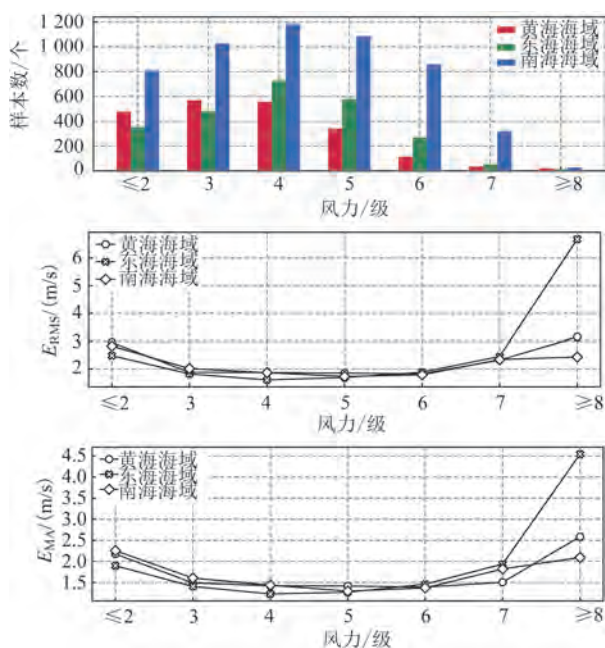 1 200
1 000
800
600
400
200
0
样本数/个
黄海海域
东海海域
南海海域
≤2 3 4 5 6 7 ≥8
风力/级
6
5
4
3
2
E_RMS/(m/s)
黄海海域
东海海域
南海海域
≤2 3 4 5 6 7 ≥8
风力/级
4.5
4.0
3.5
3.0
2.5
2.0
1.5
E_MA/(m/s)
黄海海域
东海海域
南海海域
≤2 3 4 5 6 7 ≥8
风力/级